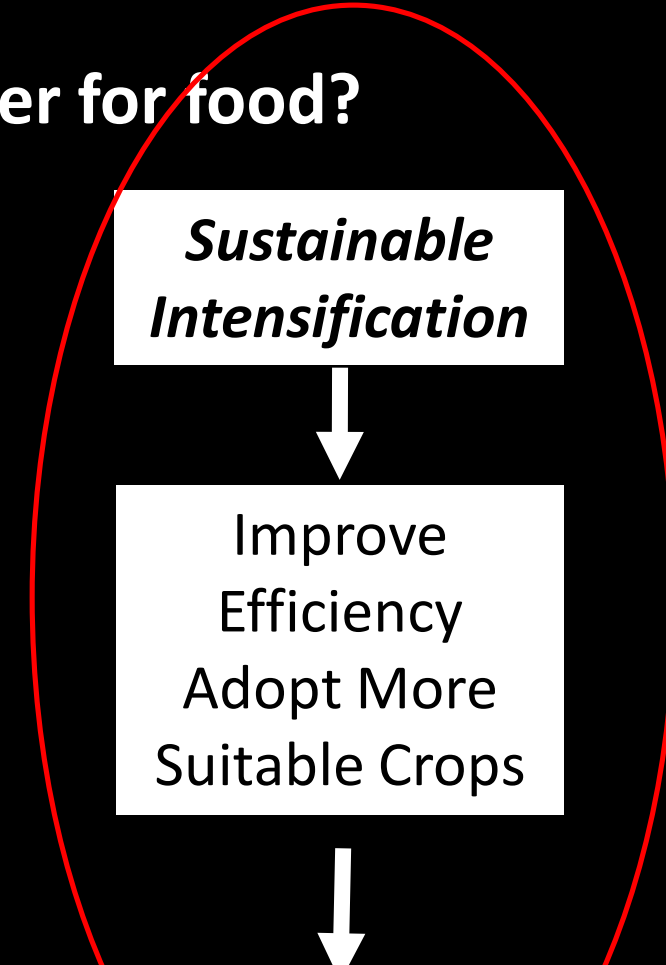 er for food?
Sustainable
Intensification
Improve
Efficiency
Adopt More
Suitable Crops